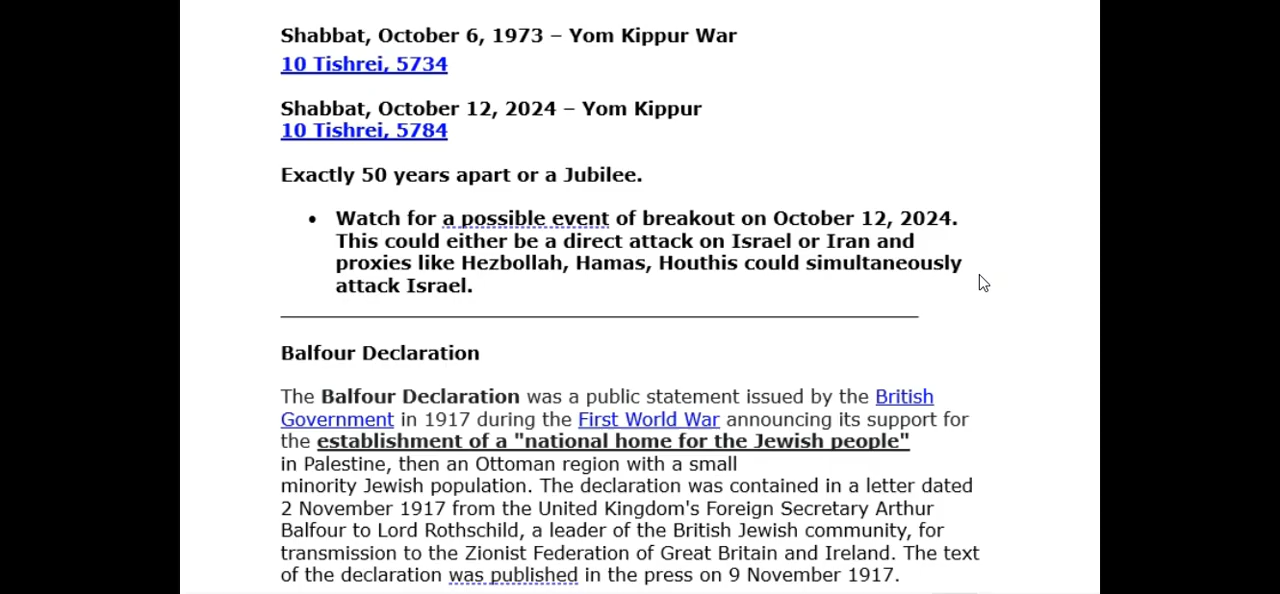 Shabbat, October 6, 1973 – Yom Kippur War
10 Tishrei, 5734
Shabbat, October 12, 2024 – Yom Kippur
10 Tishrei, 5784
Exactly 50 years apart or a Jubilee.
• Watch for a possible event of breakout on October 12, 2024.
This could either be a direct attack on Israel or Iran and
proxies like Hezbollah, Hamas, Houthis could simultaneously
attack Israel.
Balfour Declaration
The Balfour Declaration was a public statement issued by the British
Government in 1917 during the First World War announcing its support for
the establishment of a "national home for the Jewish people"
in Palestine, then an Ottoman region with a small
minority Jewish population. The declaration was contained in a letter dated
2 November 1917 from the United Kingdom's Foreign Secretary Arthur
Balfour to Lord Rothschild, a leader of the British Jewish community, for
transmission to the Zionist Federation of Great Britain and Ireland. The text
of the declaration was published in the press on 9 November 1917.